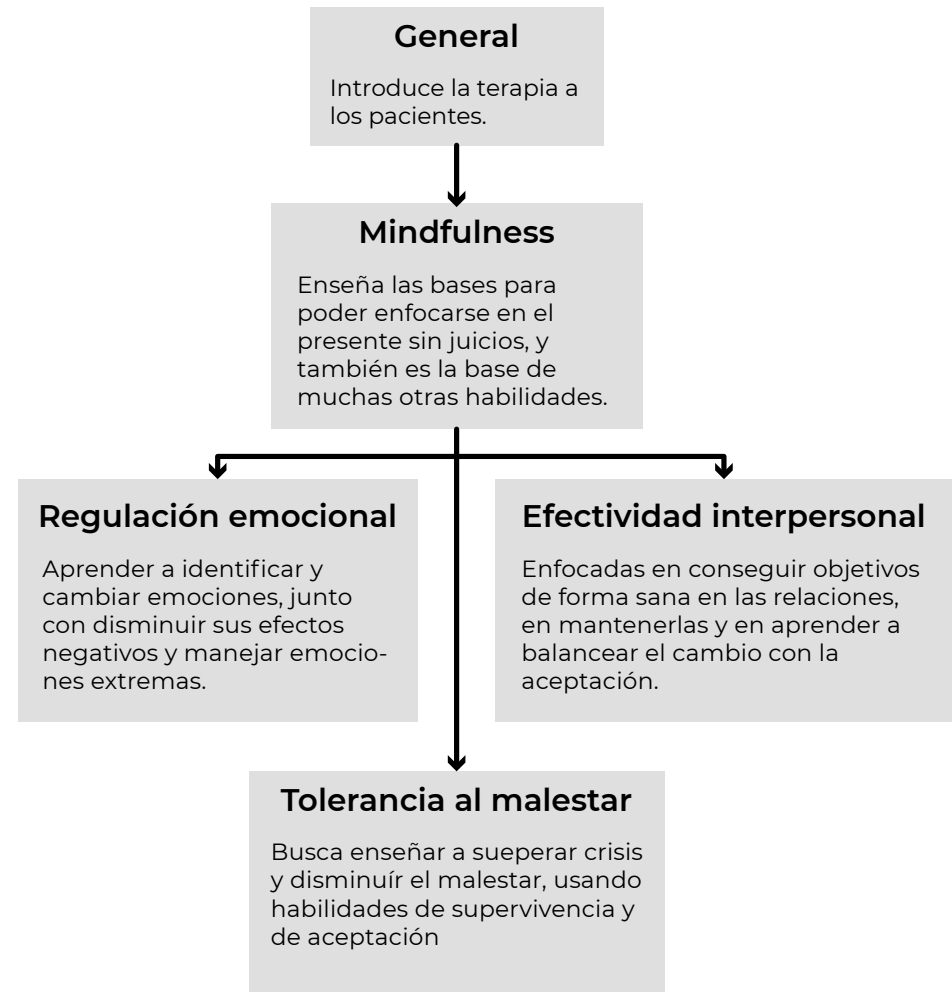 General
Introduce la terapia a
los pacientes.
Mindfulness
Enseña las bases para
poder enfocarse en el
presente sin juicios, y
también es la base de
muchas otras habilidades.
Regulación emocional
Aprender a identificar y
cambiar emociones, junto
con disminuir sus efectos
negativos y manejar emocio-
nes extremas.
Efectividad interpersonal
Enfocadas en conseguir objetivos
de forma sana en las relaciones,
en mantenerlas y en aprender a
balancear el cambio con la
aceptación.
Tolerancia al malestar
Busca enseñar a sueperar crisis
y disminuír el malestar, usando
habilidades de supervivencia y
de aceptación